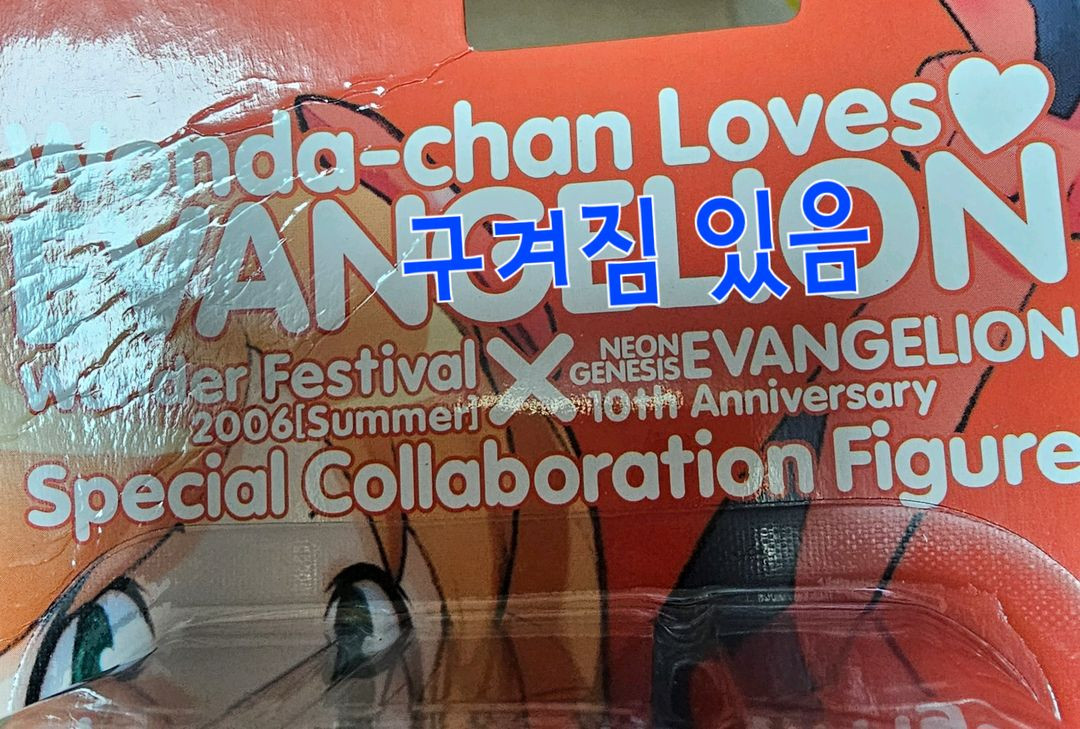 Wonda-chan Loves♥
EVANGELION
구겨짐 있음
Wonder Festival
2006[Summer]
×
NEON
GENESIS EVANGELION
10th Anniversary
Special Collaboration Figure